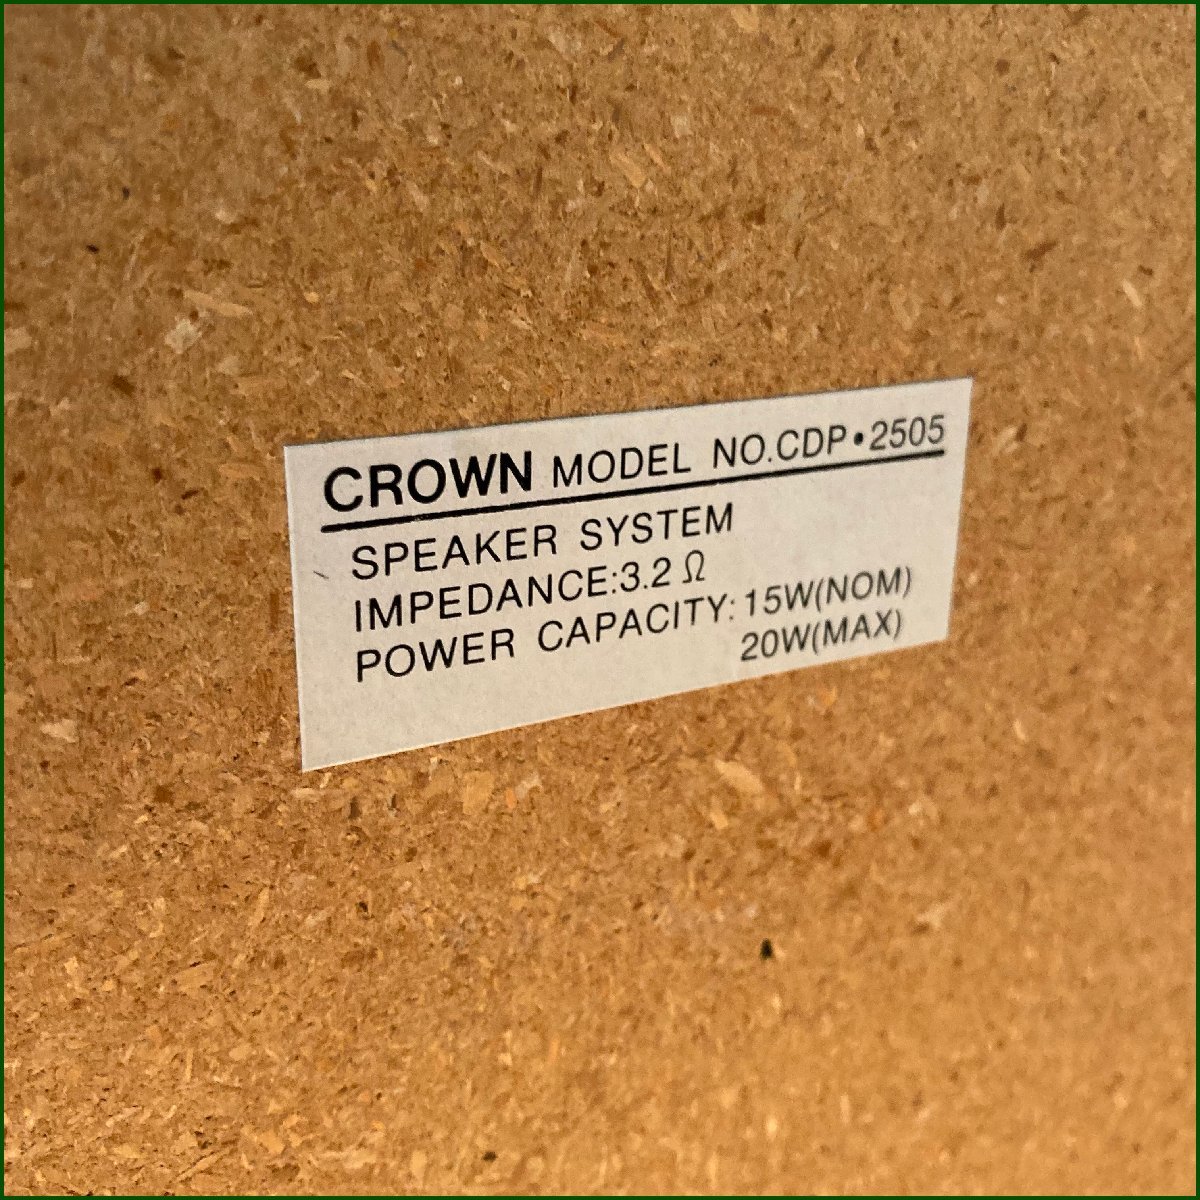 CROWN MODEL NO.CDP•2505
SPEAKER SYSTEM
IMPEDANCE:3.2 Ω
POWER CAPACITY: 15W(NOM)
20W(MAX)